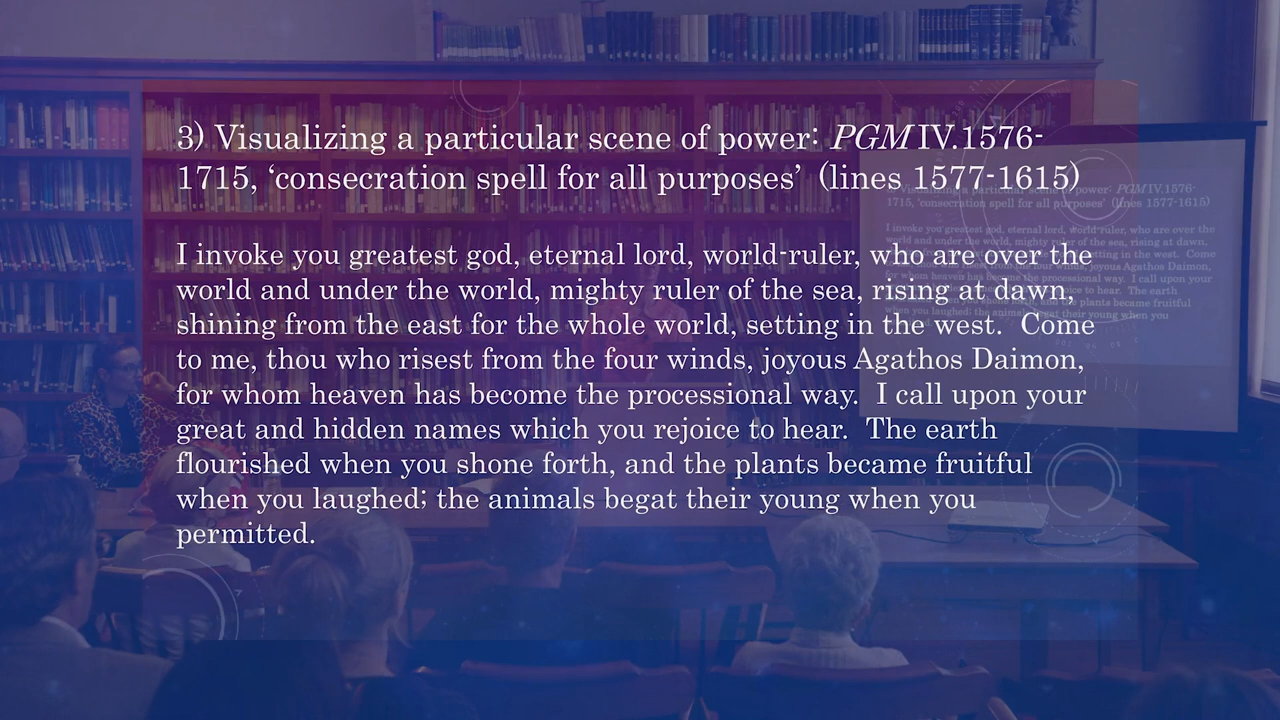 3) Visualizing a particular scene of power: PGM IV.1576-
1715, ‘consecration spell for all purposes’ (lines 1577-1615)
I invoke you greatest god, eternal lord, world-ruler, who are over the
world and under the world, mighty ruler of the sea, rising at dawn,
shining from the east for the whole world, setting in the west. Come
to me, thou who risest from the four winds, joyous Agathos Daimon,
for whom heaven has become the processional way. I call upon your
great and hidden names which you rejoice to hear. The earth
flourished when you shone forth, and the plants became fruitful
when you laughed; the animals begat their young when you
permitted.